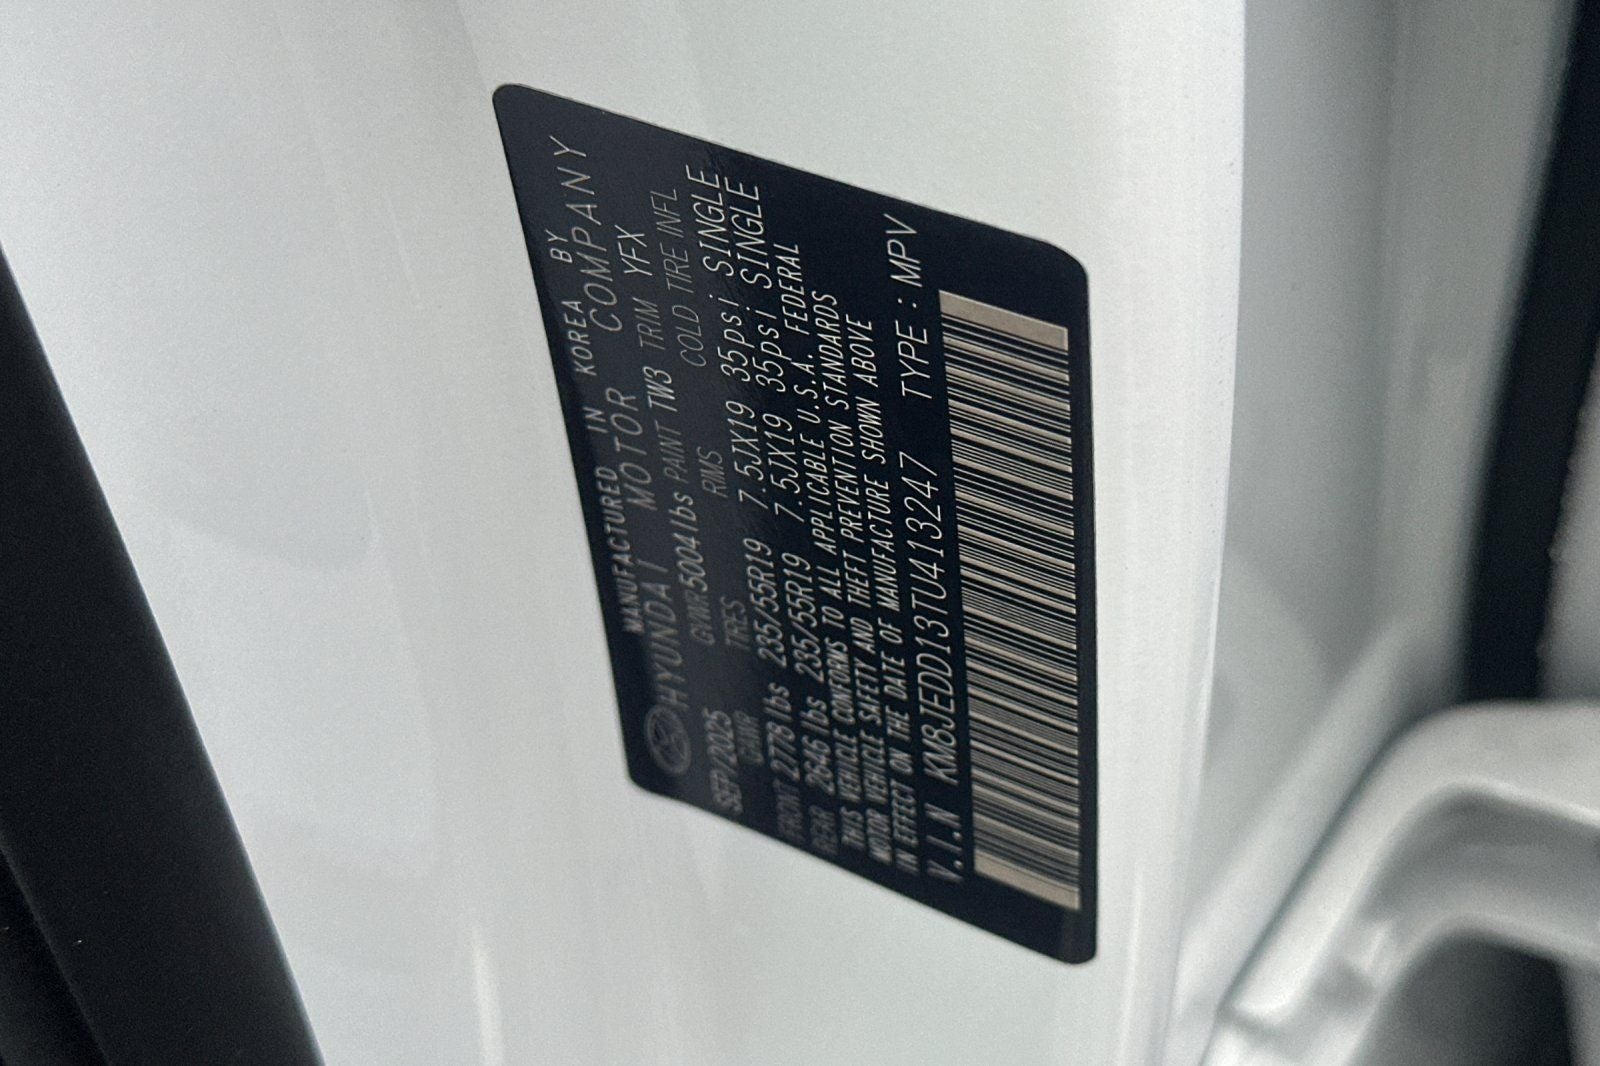 MANUFACTURED IN KOREA BY
HYUNDAI MOTOR COMPANY
SEP/2025 GVWR 5004 lbs PAINT TW3 TRIM YFX
GAWR TIRES RIMS COLD TIRE INFL
FRONT 2778 lbs 235/55R19 7.5JX19 35psi SINGLE
REAR 2646 lbs 235/55R19 7.5JX19 35psi SINGLE
THIS VEHICLE CONFORMS TO ALL APPLICABLE U.S.A. FEDERAL
MOTOR VEHICLE SAFETY AND THEFT PREVENTION STANDARDS
IN EFFECT ON THE DATE OF MANUFACTURE SHOWN ABOVE
V.I.N KM8JEDD13TU413247 TYPE : MPV